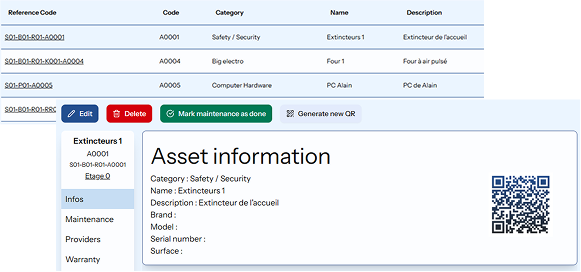 Reference Code Code Category Name Description
S01-B01-R01-A0001 A0001 Safety / Security Extincteurs 1 Extincteur de l'accueil
S01-B01-R01-K001-A0004 A0004 Big electro Four 1 Four à air pulsé
S01-P01-A0005 A0005 Computer Hardware PC Alain PC de Alain
S01-B01-R01-RRC
Edit Delete Mark maintenance as done Generate new QR
Extincteurs 1
A0001
S01-B01-R01-A0001
Etage 0
Infos
Maintenance
Providers
Warranty
Asset information
Category : Safety / Security
Name : Extincteurs 1
Description : Extincteur de l'accueil
Brand :
Model :
Serial number :
Surface :